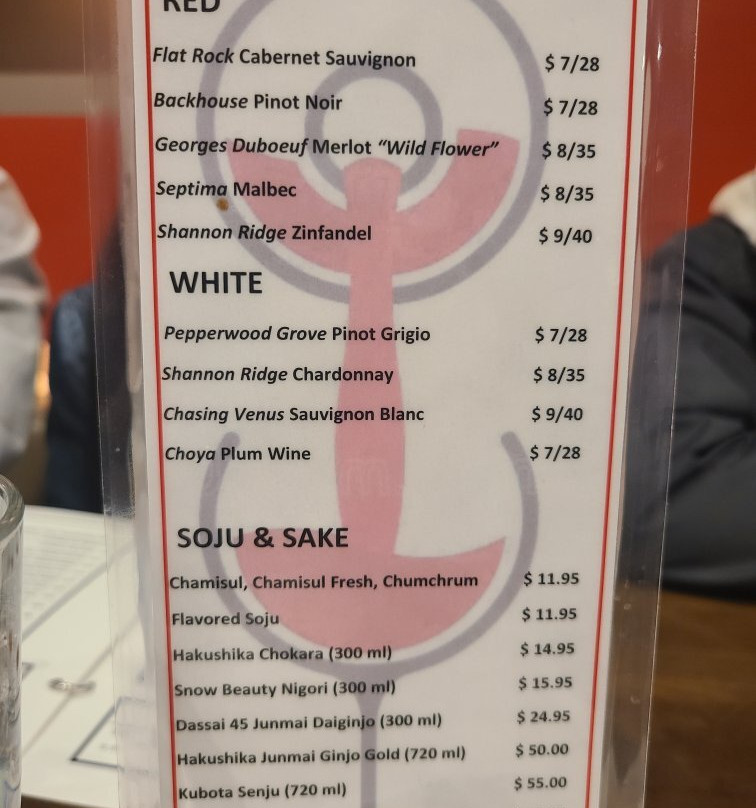 RED
Flat Rock Cabernet Sauvignon $ 7/28
Backhouse Pinot Noir $ 7/28
Georges Duboeuf Merlot “Wild Flower” $ 8/35
Septima Malbec $ 8/35
Shannon Ridge Zinfandel $ 9/40
WHITE
Pepperwood Grove Pinot Grigio $ 7/28
Shannon Ridge Chardonnay $ 8/35
Chasing Venus Sauvignon Blanc $ 9/40
Choya Plum Wine $ 7/28
SOJU & SAKE
Chamisul, Chamisul Fresh, Chumchrum $ 11.95
Flavored Soju $ 11.95
Hakushika Chokara (300 ml) $ 14.95
Snow Beauty Nigori (300 ml) $ 15.95
Dassai 45 Junmai Daiginjo (300 ml) $ 24.95
Hakushika Junmai Ginjo Gold (720 ml) $ 50.00
Kubota Senju (720 ml) $ 55.00